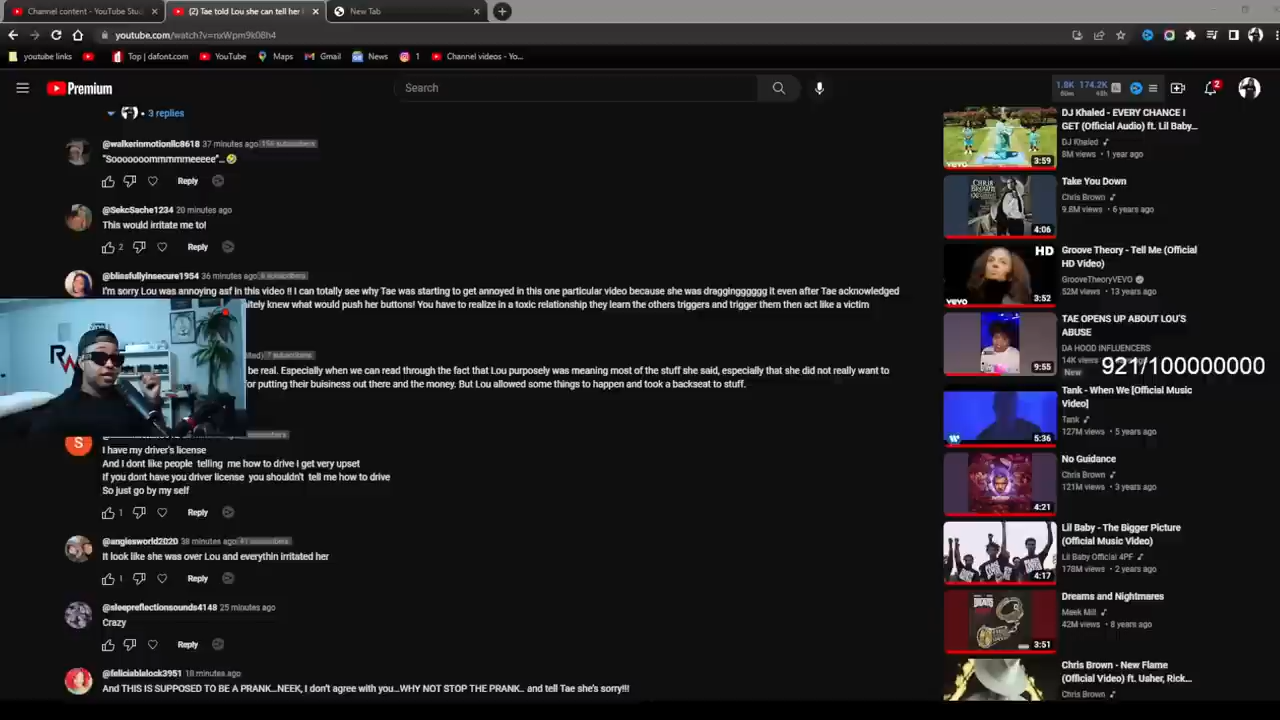 Channel content - YouTube Stu
(2) Tae told Lou she can tell her
New Tab
youtube.com/watch?v=nxWpm9k08h4
youtube links
Top | dafont.com
YouTube
Maps
Gmail
News
1
Channel videos - Yo...
Premium
Search
1.8K 174.2K
2
3 replies
@walkerinmotionllc8618 37 minutes ago
"Sooooooommmmmeeeee"... 🤣
Reply
@SekcSache1234 20 minutes ago
This would irritate me to!
2 Reply
@blissfullyinsecure1954 36 minutes ago
I'm sorry Lou was annoying asf in this video !! I can totally see why Tae was starting to get annoyed in this one particular video because she was dragginggggg it even after Tae acknowledged
itely knew what would push her buttons! You have to realize in a toxic relationship they learn the others triggers and trigger them then act like a victim
be real. Especially when we can read through the fact that Lou purposely was meaning most of the stuff she said, especially that she did not really want to
for putting their buisiness out there and the money. But Lou allowed some things to happen and took a backseat to stuff.
RW
S
I have my driver's license
And I dont like people telling me how to drive I get very upset
If you dont have you driver license you shouldn't tell me how to drive
So just go by my self
1 Reply
@angiesworld2020 38 minutes ago
It look like she was over Lou and everythin irritated her
1 Reply
@sleepreflectionsounds4148 25 minutes ago
Crazy
Reply
@feliciablelock3951 18 minutes ago
And THIS IS SUPPOSED TO BE A PRANK...NEEK, I don't agree with you...WHY NOT STOP THE PRANK.. and tell Tae she's sorry!!!
DJ Khaled - EVERY CHANCE I
GET (Official Audio) ft. Lil Baby...
DJ Khaled
8M views • 1 year ago
vevo
3:59
Take You Down
Chris Brown
9.8M views • 6 years ago
CHRIS
BROWN
4:06
Groove Theory - Tell Me (Official
HD Video)
GrooveTheoryVEVO
52M views • 13 years ago
HD
vevo
3:52
TAE OPENS UP ABOUT LOU'S
ABUSE
DA HOOD INFLUENCERS
14K views
New
9:55
921/100000000
Tank - When We [Official Music
Video]
Tank
127M views • 5 years ago
5:36
No Guidance
Chris Brown
121M views • 3 years ago
4:21
Lil Baby - The Bigger Picture
(Official Music Video)
Lil Baby Official 4PF
178M views • 2 years ago
4:17
Dreams and Nightmares
Meek Mill
42M views • 8 years ago
3:51
Chris Brown - New Flame
(Official Video) ft. Usher, Rick...
Chris Brown